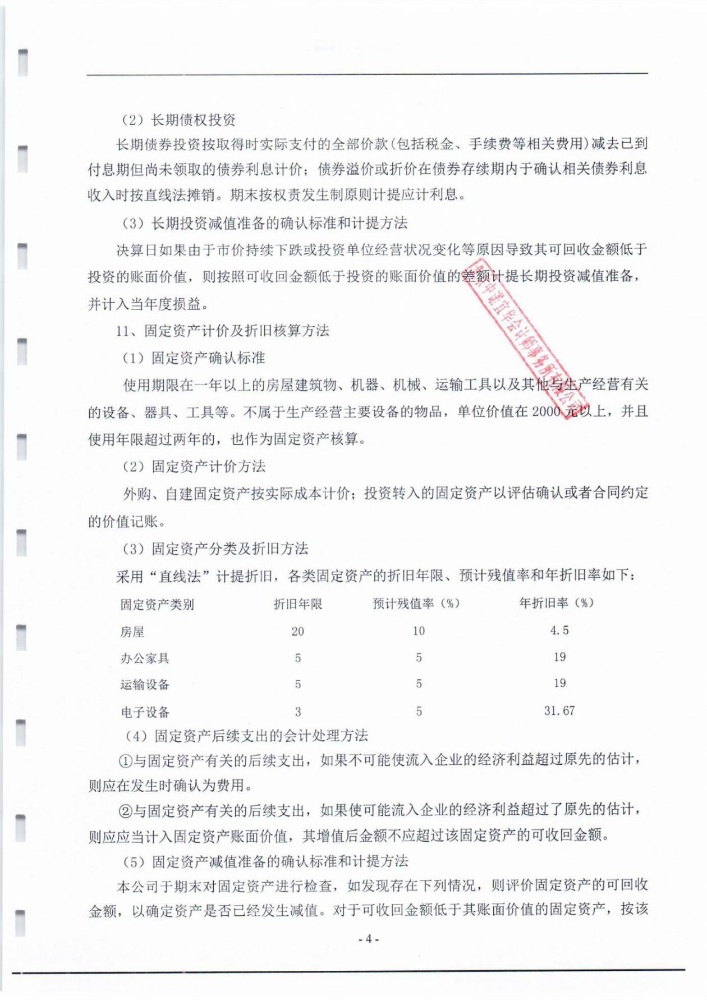 （2）长期债权投资
长期债券投资按取得时实际支付的全部价款(包括税金、手续费等相关费用)减去已到
付息期但尚未领取的债券利息计价；债券溢价或折价在债券存续期内于确认相关债券利息
收入时按直线法摊销。期末按权责发生制原则计提应计利息。
（3）长期投资减值准备的确认标准和计提方法
决算日如果由于市价持续下跌或投资单位经营状况变化等原因导致其可回收金额低于
投资的账面价值，则按照可收回金额低于投资的账面价值的差额计提长期投资减值准备，
并计入当年度损益。
北京中诺宜华会计师事务所有限公司
11、固定资产计价及折旧核算方法
（1）固定资产确认标准
使用期限在一年以上的房屋建筑物、机器、机械、运输工具以及其他与生产经营有关
的设备、器具、工具等。不属于生产经营主要设备的物品，单位价值在 2000 元以上，并且
使用年限超过两年的，也作为固定资产核算。
（2）固定资产计价方法
外购、自建固定资产按实际成本计价；投资转入的固定资产以评估确认或者合同约定
的价值记账。
（3）固定资产分类及折旧方法
采用“直线法”计提折旧，各类固定资产的折旧年限、预计残值率和年折旧率如下：
固定资产类别 折旧年限 预计残值率（%） 年折旧率（%）
房屋 20 10 4.5
办公家具 5 5 19
运输设备 5 5 19
电子设备 3 5 31.67
（4）固定资产后续支出的会计处理方法
①与固定资产有关的后续支出，如果不可能使流入企业的经济利益超过原先的估计，
则应在发生时确认为费用。
②与固定资产有关的后续支出，如果使可能流入企业的经济利益超过了原先的估计，
则应应当计入固定资产账面价值，其增值后金额不应超过该固定资产的可收回金额。
（5）固定资产减值准备的确认标准和计提方法
本公司于期末对固定资产进行检查，如发现存在下列情况，则评价固定资产的可回收
金额，以确定资产是否已经发生减值。对于可收回金额低于其账面价值的固定资产，按该
- 4 -